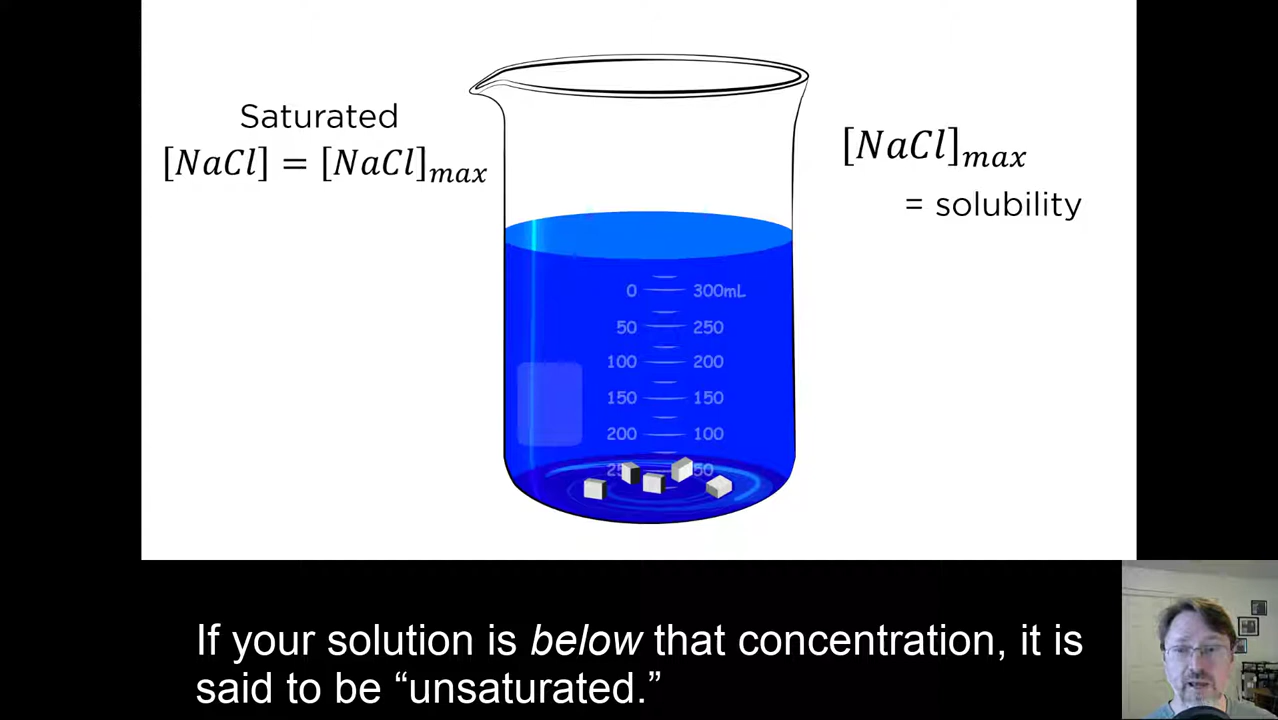 Saturated
[NaCl] = [NaCl]max
[NaCl]max
= solubility
0 300mL
50 250
100 200
150 150
200 100
50
If your solution is below that concentration, it is
said to be “unsaturated.”